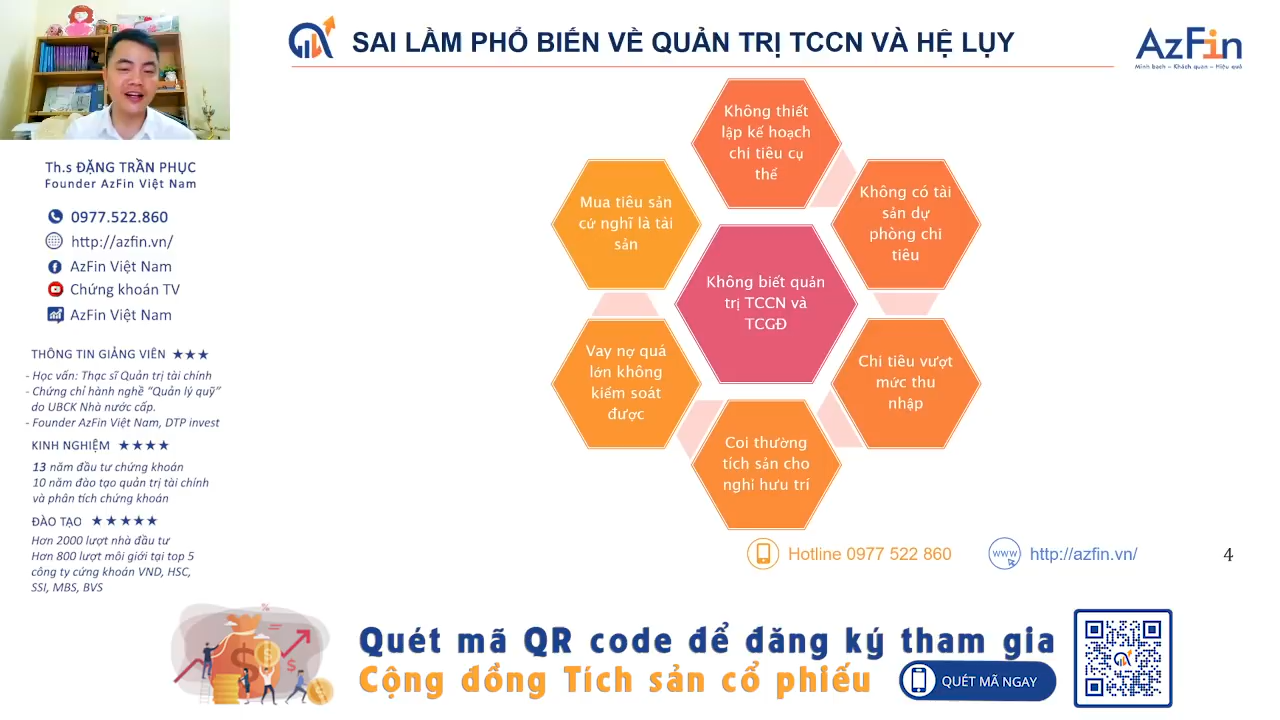 SAI LẦM PHỔ BIẾN VỀ QUẢN TRỊ TCCN VÀ HỆ LỤY
AzFin
Minh bạch – Khách quan – Hiệu quả
Th.s ĐẶNG TRẦN PHỤC
Founder AzFin Việt Nam
0977.522.860
http://azfin.vn/
AzFin Việt Nam
Chứng khoán TV
AzFin Việt Nam
THÔNG TIN GIẢNG VIÊN ★★★
- Học vấn: Thạc sĩ Quản trị tài chính
- Chứng chỉ hành nghề “Quản lý quỹ”
do UBCK Nhà nước cấp.
- Founder AzFin Việt Nam, DTP invest
KINH NGHIỆM ★★★★
13 năm đầu tư chứng khoán
10 năm đào tạo quản trị tài chính
và phân tích chứng khoán
ĐÀO TẠO ★★★★★
Hơn 2000 lượt nhà đầu tư
Hơn 800 lượt môi giới tại top 5
công ty cứng khoán VND, HSC,
SSI, MBS, BVS
Không thiết
lập kế hoạch
chi tiêu cụ
thể
Không có tài
sản dự
phòng chi
tiêu
Chi tiêu vượt
mức thu
nhập
Coi thường
tích sản cho
nghỉ hưu trí
Vay nợ quá
lớn không
kiểm soát
được
Mua tiêu sản
cứ nghĩ là tài
sản
Không biết quản
trị TCCN và
TCGĐ
Hotline 0977 522 860
www
http://azfin.vn/
4
Quét mã QR code để đăng ký tham gia
Cộng đồng Tích sản cổ phiếu
QUÉT MÃ NGAY